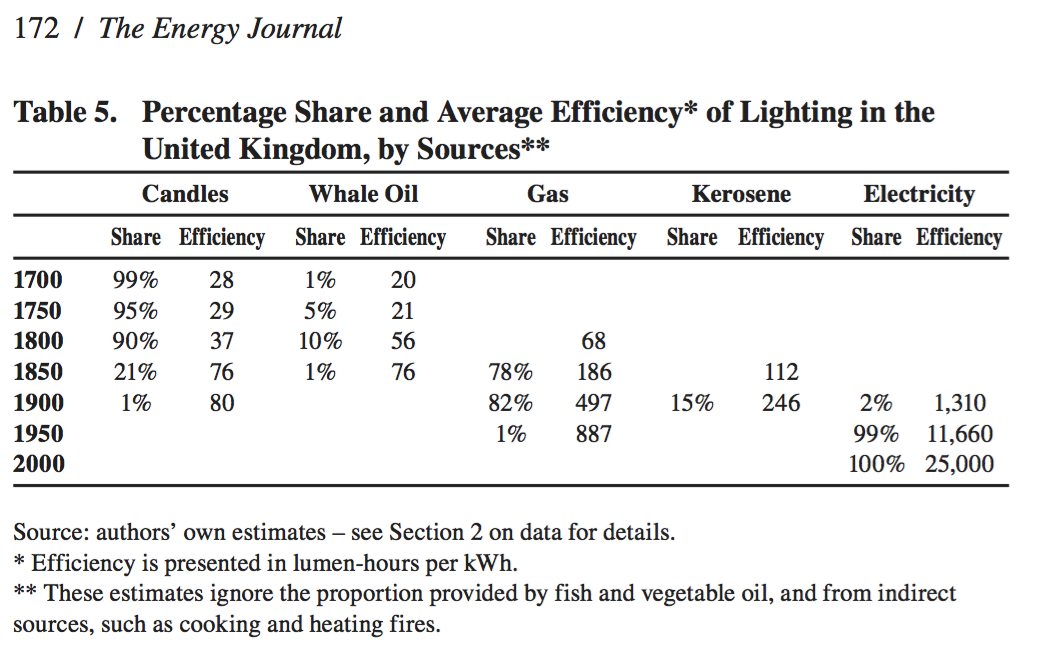 172 / The Energy Journal
Table 5. Percentage Share and Average Efficiency* of Lighting in the
United Kingdom, by Sources**
Candles Whale Oil Gas Kerosene Electricity
Share Efficiency Share Efficiency Share Efficiency Share Efficiency Share Efficiency
1700 99% 28 1% 20
1750 95% 29 5% 21
1800 90% 37 10% 56 68
1850 21% 76 1% 76 78% 186 112
1900 1% 80 82% 497 15% 246 2% 1,310
1950 1% 887 99% 11,660
2000 100% 25,000
Source: authors’ own estimates – see Section 2 on data for details.
* Efficiency is presented in lumen-hours per kWh.
** These estimates ignore the proportion provided by fish and vegetable oil, and from indirect
sources, such as cooking and heating fires.